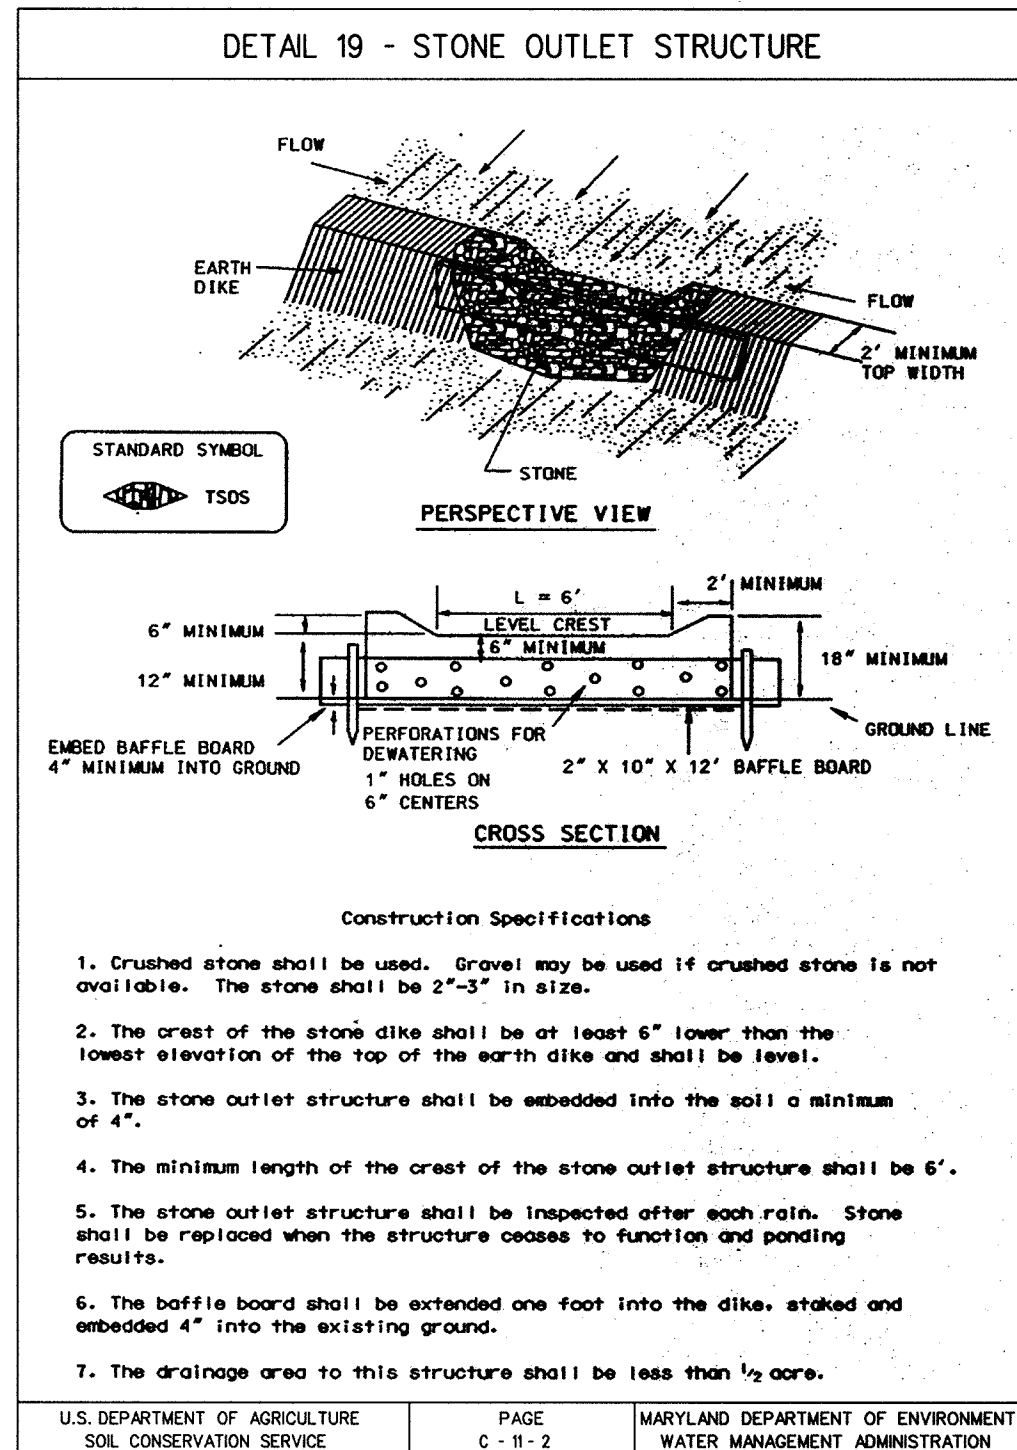 DETAIL 19 - STONE OUTLET STRUCTURE
FLOW
EARTH
DIKE
FLOW
2' MINIMUM
TOP WIDTH
STANDARD SYMBOL
TSOS
STONE
PERSPECTIVE VIEW
2' MINIMUM
L = 6'
LEVEL CREST
6" MINIMUM
6" MINIMUM
12" MINIMUM
18" MINIMUM
GROUND LINE
EMBED BAFFLE BOARD
4" MINIMUM INTO GROUND
PERFORATIONS FOR
DEWATERING
1" HOLES ON
6" CENTERS
2" X 10" X 12' BAFFLE BOARD
CROSS SECTION
Construction Specifications
1. Crushed stone shall be used. Gravel may be used if crushed stone is not
available. The stone shall be 2"-3" in size.
2. The crest of the stone dike shall be at least 6" lower than the
lowest elevation of the top of the earth dike and shall be level.
3. The stone outlet structure shall be embedded into the soil a minimum
of 4".
4. The minimum length of the crest of the stone outlet structure shall be 6'.
5. The stone outlet structure shall be inspected after each rain. Stone
shall be replaced when the structure ceases to function and ponding
results.
6. The baffle board shall be extended one foot into the dike, staked and
embedded 4" into the existing ground.
7. The drainage area to this structure shall be less than 1/2 acre.
U.S. DEPARTMENT OF AGRICULTURE
SOIL CONSERVATION SERVICE
PAGE
C - 11 - 2
MARYLAND DEPARTMENT OF ENVIRONMENT
WATER MANAGEMENT ADMINISTRATION